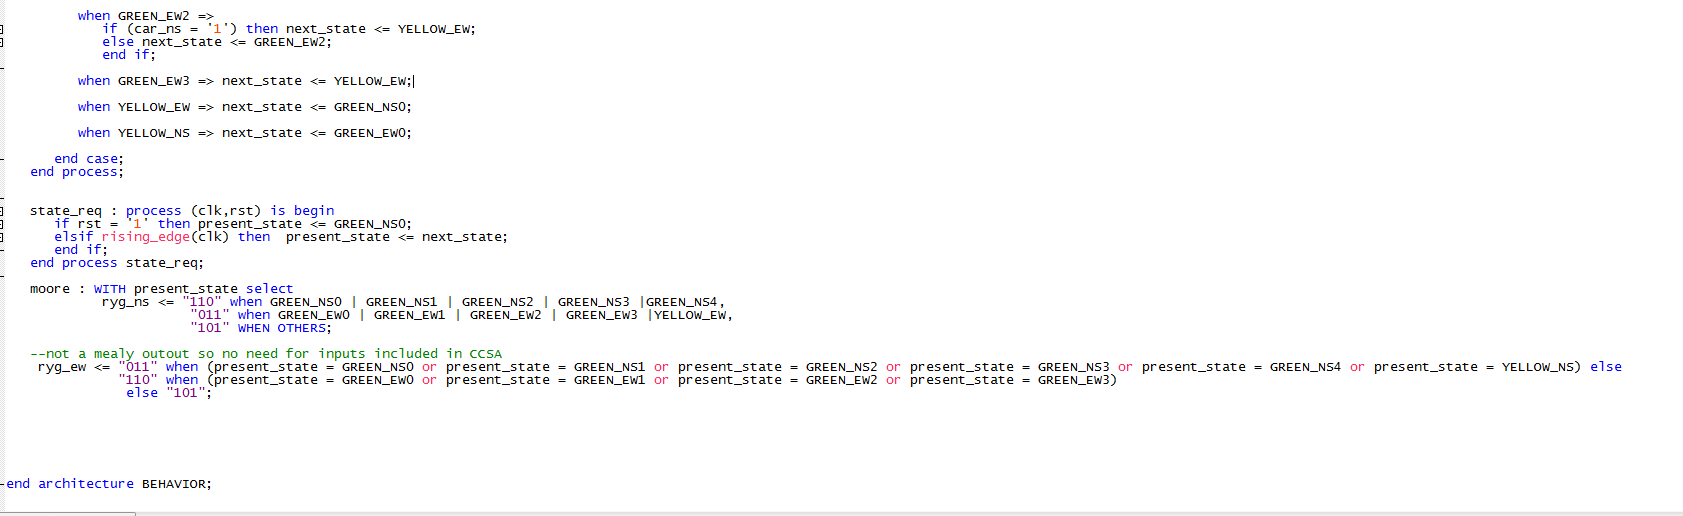 when GREEN_EW2 =>
if (car_ns = '1') then next_state <= YELLOW_EW;
else next_state <= GREEN_EW2;
end if;
when GREEN_EW3 => next_state <= YELLOW_EW;
when YELLOW_EW => next_state <= GREEN_NS0;
when YELLOW_NS => next_state <= GREEN_EW0;
end case;
end process;
state_req : process (clk,rst) is begin
if rst = '1' then present_state <= GREEN_NS0;
elsif rising_edge(clk) then  present_state <= next_state;
end if;
end process state_req;
moore : WITH present_state select
ryg_ns <= "110" when GREEN_NS0 | GREEN_NS1 | GREEN_NS2 | GREEN_NS3 |GREEN_NS4,
"011" when GREEN_EW0 | GREEN_EW1 | GREEN_EW2 | GREEN_EW3 |YELLOW_EW,
"101" WHEN OTHERS;
--not a mealy outout so no need for inputs included in CCSA
ryg_ew <= "011" when (present_state = GREEN_NS0 or present_state = GREEN_NS1 or present_state = GREEN_NS2 or present_state = GREEN_NS3 or present_state = GREEN_NS4 or present_state = YELLOW_NS) else
"110" when (present_state = GREEN_EW0 or present_state = GREEN_EW1 or present_state = GREEN_EW2 or present_state = GREEN_EW3)
else "101";
end architecture BEHAVIOR;